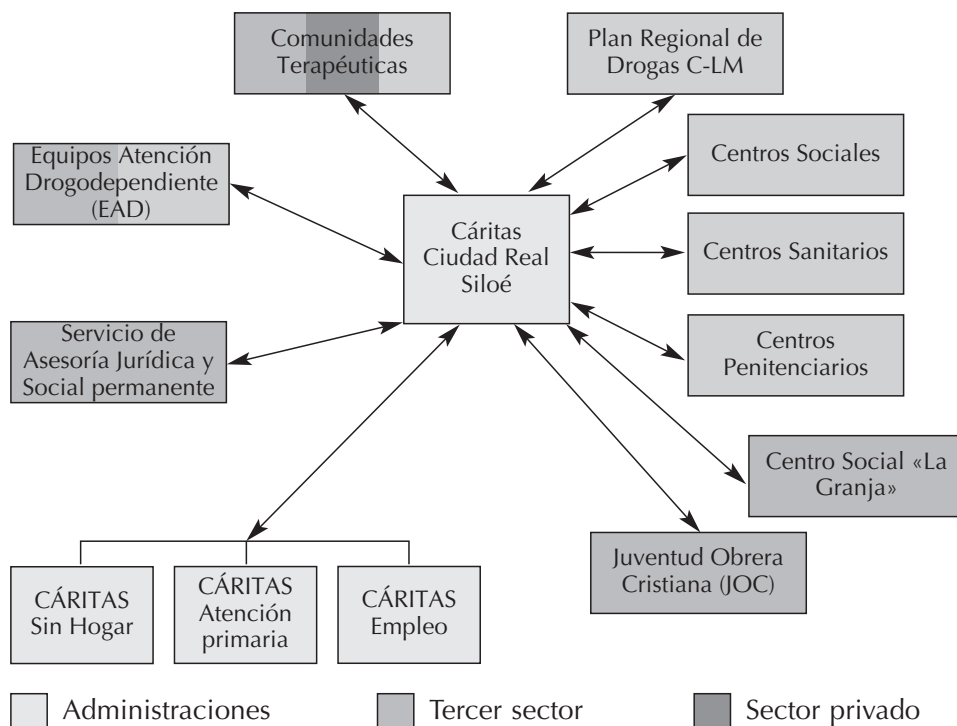 Comunidades
Terapéuticas
Plan Regional de
Drogas C-LM
Equipos Atención
Drogodependiente
(EAD)
Centros Sociales
Cáritas
Ciudad Real
Siloé
Centros Sanitarios
Servicio de
Asesoría Jurídica y
Social permanente
Centros
Penitenciarios
Centro Social «La
Granja»
Juventud Obrera
Cristiana (JOC)
CÁRITAS
Sin Hogar
CÁRITAS
Atención
primaria
CÁRITAS
Empleo
Administraciones
Tercer sector
Sector privado